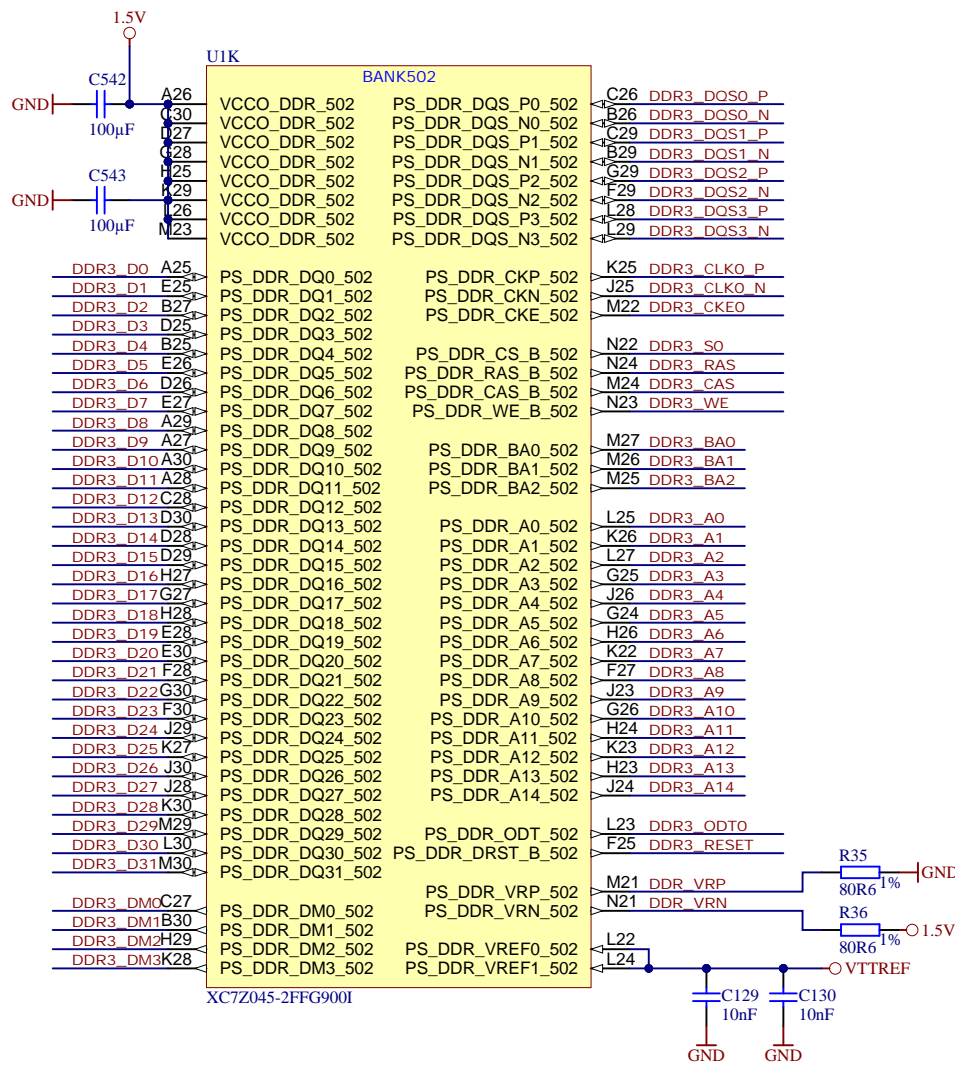 1.5V
U1K
BANK502
C542
GND
100µF
C543
GND
100µF
A26 VCCO_DDR_502 PS_DDR_DQS_P0_502 C26 DDR3_DQS0_P
C30 VCCO_DDR_502 PS_DDR_DQS_N0_502 B26 DDR3_DQS0_N
D27 VCCO_DDR_502 PS_DDR_DQS_P1_502 C29 DDR3_DQS1_P
G28 VCCO_DDR_502 PS_DDR_DQS_N1_502 B29 DDR3_DQS1_N
H25 VCCO_DDR_502 PS_DDR_DQS_P2_502 G29 DDR3_DQS2_P
K29 VCCO_DDR_502 PS_DDR_DQS_N2_502 F29 DDR3_DQS2_N
VCCO_DDR_502 PS_DDR_DQS_P3_502 L28 DDR3_DQS3_P
M23 VCCO_DDR_502 PS_DDR_DQS_N3_502 L29 DDR3_DQS3_N
DDR3_D0 A25 PS_DDR_DQ0_502 PS_DDR_CKP_502 K25 DDR3_CLK0_P
DDR3_D1 E25 PS_DDR_DQ1_502 PS_DDR_CKN_502 J25 DDR3_CLK0_N
DDR3_D2 B27 PS_DDR_DQ2_502 PS_DDR_CKE_502 M22 DDR3_CKE0
DDR3_D3 D25 PS_DDR_DQ3_502
DDR3_D4 B25 PS_DDR_DQ4_502 PS_DDR_CS_B_502 N22 DDR3_S0
DDR3_D5 E26 PS_DDR_DQ5_502 PS_DDR_RAS_B_502 N24 DDR3_RAS
DDR3_D6 D26 PS_DDR_DQ6_502 PS_DDR_CAS_B_502 M24 DDR3_CAS
DDR3_D7 E27 PS_DDR_DQ7_502 PS_DDR_WE_B_502 N23 DDR3_WE
DDR3_D8 A29 PS_DDR_DQ8_502
DDR3_D9 A27 PS_DDR_DQ9_502 PS_DDR_BA0_502 M27 DDR3_BA0
DDR3_D10 A30 PS_DDR_DQ10_502 PS_DDR_BA1_502 M26 DDR3_BA1
DDR3_D11 A28 PS_DDR_DQ11_502 PS_DDR_BA2_502 M25 DDR3_BA2
DDR3_D12 C28 PS_DDR_DQ12_502
DDR3_D13 D30 PS_DDR_DQ13_502 PS_DDR_A0_502 L25 DDR3_A0
DDR3_D14 D28 PS_DDR_DQ14_502 PS_DDR_A1_502 K26 DDR3_A1
DDR3_D15 D29 PS_DDR_DQ15_502 PS_DDR_A2_502 L27 DDR3_A2
DDR3_D16 H27 PS_DDR_DQ16_502 PS_DDR_A3_502 G25 DDR3_A3
DDR3_D17 G27 PS_DDR_DQ17_502 PS_DDR_A4_502 J26 DDR3_A4
DDR3_D18 H28 PS_DDR_DQ18_502 PS_DDR_A5_502 G24 DDR3_A5
DDR3_D19 E28 PS_DDR_DQ19_502 PS_DDR_A6_502 H26 DDR3_A6
DDR3_D20 E30 PS_DDR_DQ20_502 PS_DDR_A7_502 K22 DDR3_A7
DDR3_D21 F28 PS_DDR_DQ21_502 PS_DDR_A8_502 F27 DDR3_A8
DDR3_D22 G30 PS_DDR_DQ22_502 PS_DDR_A9_502 J23 DDR3_A9
DDR3_D23 F30 PS_DDR_DQ23_502 PS_DDR_A10_502 G26 DDR3_A10
DDR3_D24 J29 PS_DDR_DQ24_502 PS_DDR_A11_502 H24 DDR3_A11
DDR3_D25 K27 PS_DDR_DQ25_502 PS_DDR_A12_502 K23 DDR3_A12
DDR3_D26 J30 PS_DDR_DQ26_502 PS_DDR_A13_502 H23 DDR3_A13
DDR3_D27 J28 PS_DDR_DQ27_502 PS_DDR_A14_502 J24 DDR3_A14
DDR3_D28 K30 PS_DDR_DQ28_502
DDR3_D29 M29 PS_DDR_DQ29_502 PS_DDR_ODT_502 L23 DDR3_ODT0
DDR3_D30 L30 PS_DDR_DQ30_502 PS_DDR_DRST_B_502 F25 DDR3_RESET
DDR3_D31 M30 PS_DDR_DQ31_502
PS_DDR_VRP_502 M21 DDR_VRP R35 80R6 1% GND
DDR3_DM0 C27 PS_DDR_DM0_502 PS_DDR_VRN_502 N21 DDR_VRN R36 80R6 1% 1.5V
DDR3_DM1 B30 PS_DDR_DM1_502
DDR3_DM2 H29 PS_DDR_DM2_502 PS_DDR_VREF0_502 L22
DDR3_DM3 K28 PS_DDR_DM3_502 PS_DDR_VREF1_502 L24 VTTREF
XC7Z045-2FFG900I
C129 C130
10nF 10nF
GND GND